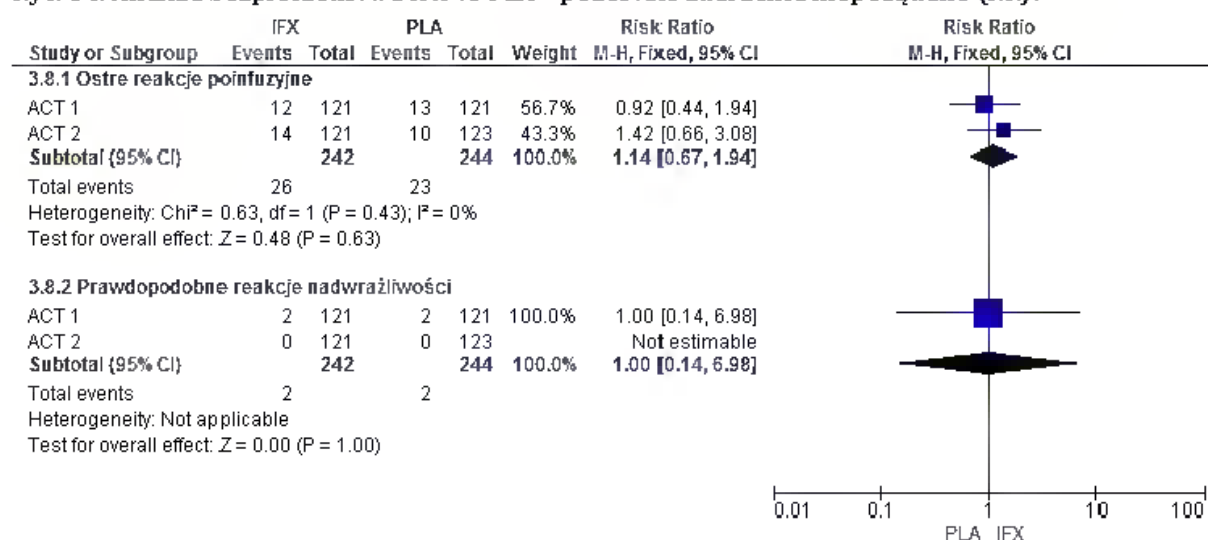 IFX PLA Risk Ratio Risk Ratio
Study or Subgroup Events Total Events Total Weight M-H, Fixed, 95% CI M-H, Fixed, 95% CI
3.8.1 Ostre reakcje poinfuzyjne
ACT 1 12 121 13 121 56.7% 0.92 [0.44, 1.94]
ACT 2 14 121 10 123 43.3% 1.42 [0.66, 3.08]
Subtotal (95% CI) 242 244 100.0% 1.14 [0.67, 1.94]
Total events 26 23
Heterogeneity: Chi² = 0.63, df = 1 (P = 0.43); I² = 0%
Test for overall effect: Z = 0.48 (P = 0.63)
3.8.2 Prawdopodobne reakcje nadwrażliwości
ACT 1 2 121 2 121 100.0% 1.00 [0.14, 6.98]
ACT 2 0 121 0 123 Not estimable
Subtotal (95% CI) 242 244 100.0% 1.00 [0.14, 6.98]
Total events 2 2
Heterogeneity: Not applicable
Test for overall effect: Z = 0.00 (P = 1.00)
0.01 0.1 1 10 100
PLA IFX